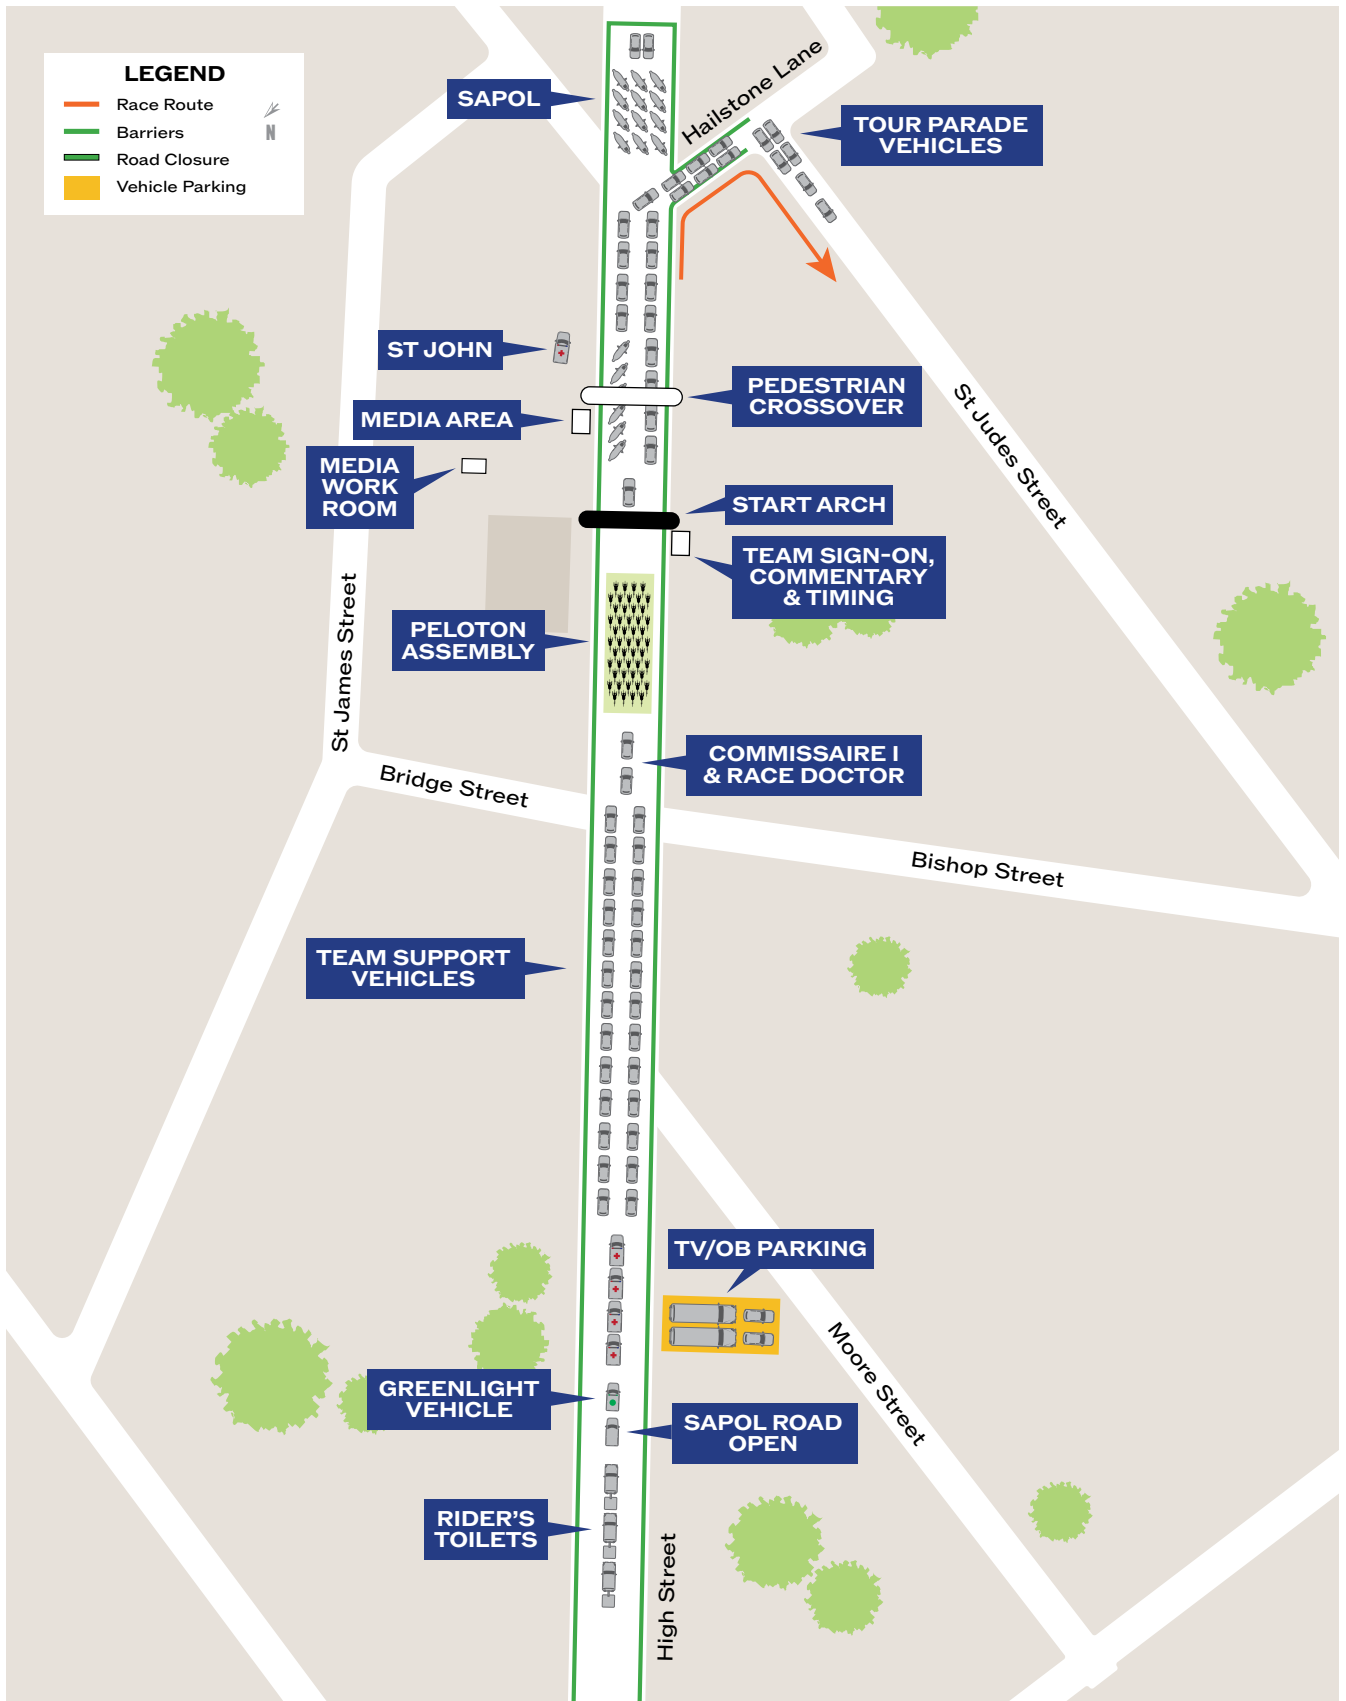 LEGEND
Race Route
Barriers
N
Road Closure
Vehicle Parking
SAPOL
Hailstone Lane
TOUR PARADE
VEHICLES
ST JOHN
PEDESTRIAN
CROSSOVER
MEDIA AREA
St Judes Street
MEDIA
WORK
ROOM
START ARCH
TEAM SIGN-ON,
COMMENTARY
& TIMING
St James Street
PELOTON
ASSEMBLY
COMMISSAIRE I
& RACE DOCTOR
Bridge Street
Bishop Street
TEAM SUPPORT
VEHICLES
TV/OB PARKING
Moore Street
GREENLIGHT
VEHICLE
SAPOL ROAD
OPEN
RIDER'S
TOILETS
High Street